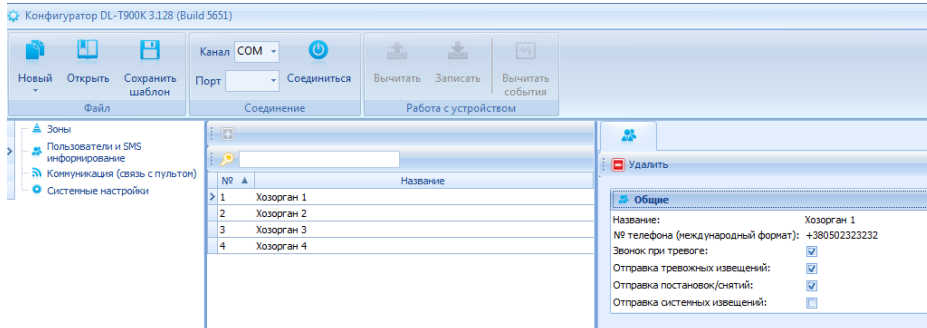 Конфигуратор DL-T900K 3.128 (Build 5651)
Новый Открыть Сохранить шаблон
Файл
Канал COM
Порт
Соединиться
Соединение
Вычитать Записать Вычитать события
Работа с устройством
Зоны
Пользователи и SMS
информирование
Коммуникация (связь с пультом)
Системные настройки
№ Название
1 Хозорган 1
2 Хозорган 2
3 Хозорган 3
4 Хозорган 4
Удалить
Общие
Название: Хозорган 1
№ телефона (международный формат): +380502323232
Звонок при тревоге:
Отправка тревожных извещений:
Отправка постановок/снятий:
Отправка системных извещений: